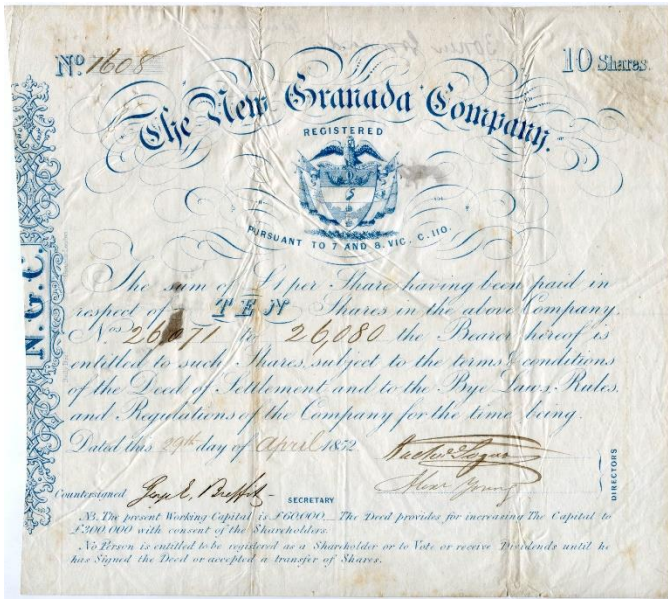 No 1608
10 Shares.
The New Granada Company.
REGISTERED
PURSUANT TO 7 AND 8. VIC. C. 110.
N.G.C.
The sum of £1 per Share having been paid in
respect of TEN Shares in the above Company,
Nos 26,071 to 26,080 the Bearer hereof is
entitled to such Shares, subject to the terms & conditions
of the Deed of Settlement and to the Bye Laws, Rules,
and Regulations of the Company for the time being.
Dated this 29th day of April 1852
Alexr Young
DIRECTORS
Countersigned Geo. E. SECRETARY
NB. The present Working Capital is £60,000._ The Deed provides for increasing The Capital to
£300,000 with consent of the Shareholders.
No Person is entitled to be registered as a Shareholder or to Vote or receive Dividends until he
has Signed the Deed or accepted a transfer of Shares.